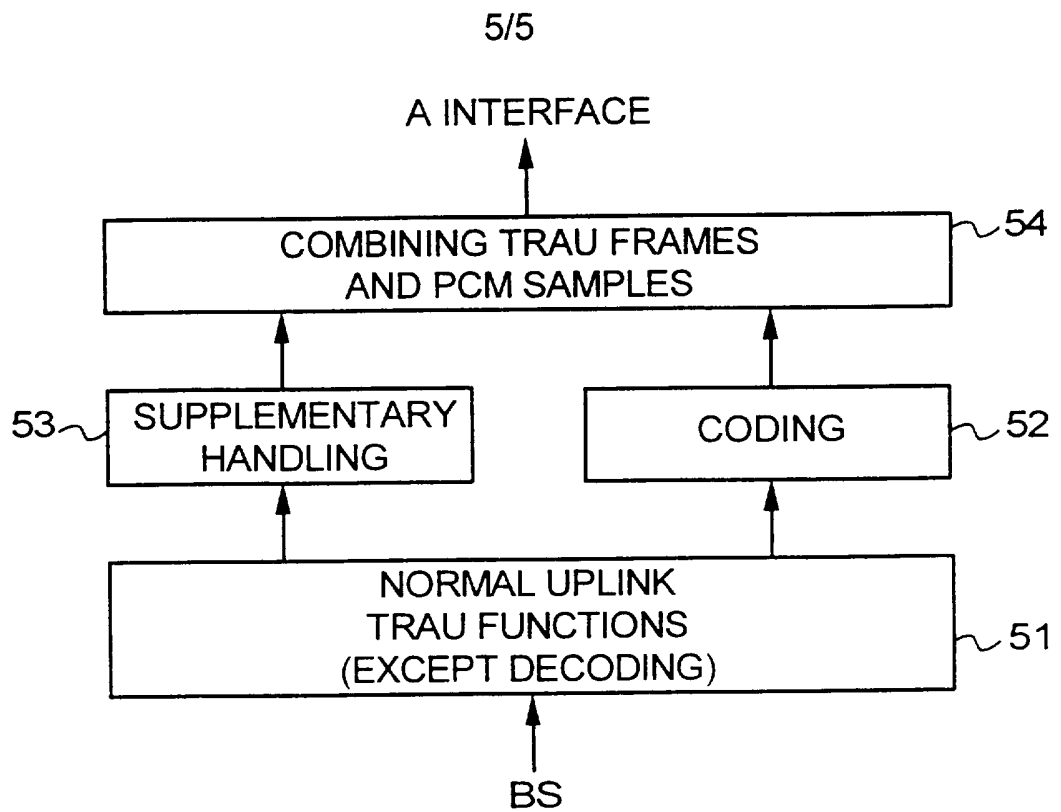 5/5
A INTERFACE
COMBINING TRAU FRAMES
AND PCM SAMPLES
54
53
SUPPLEMENTARY
HANDLING
CODING
52
NORMAL UPLINK
TRAU FUNCTIONS
(EXCEPT DECODING)
51
BS